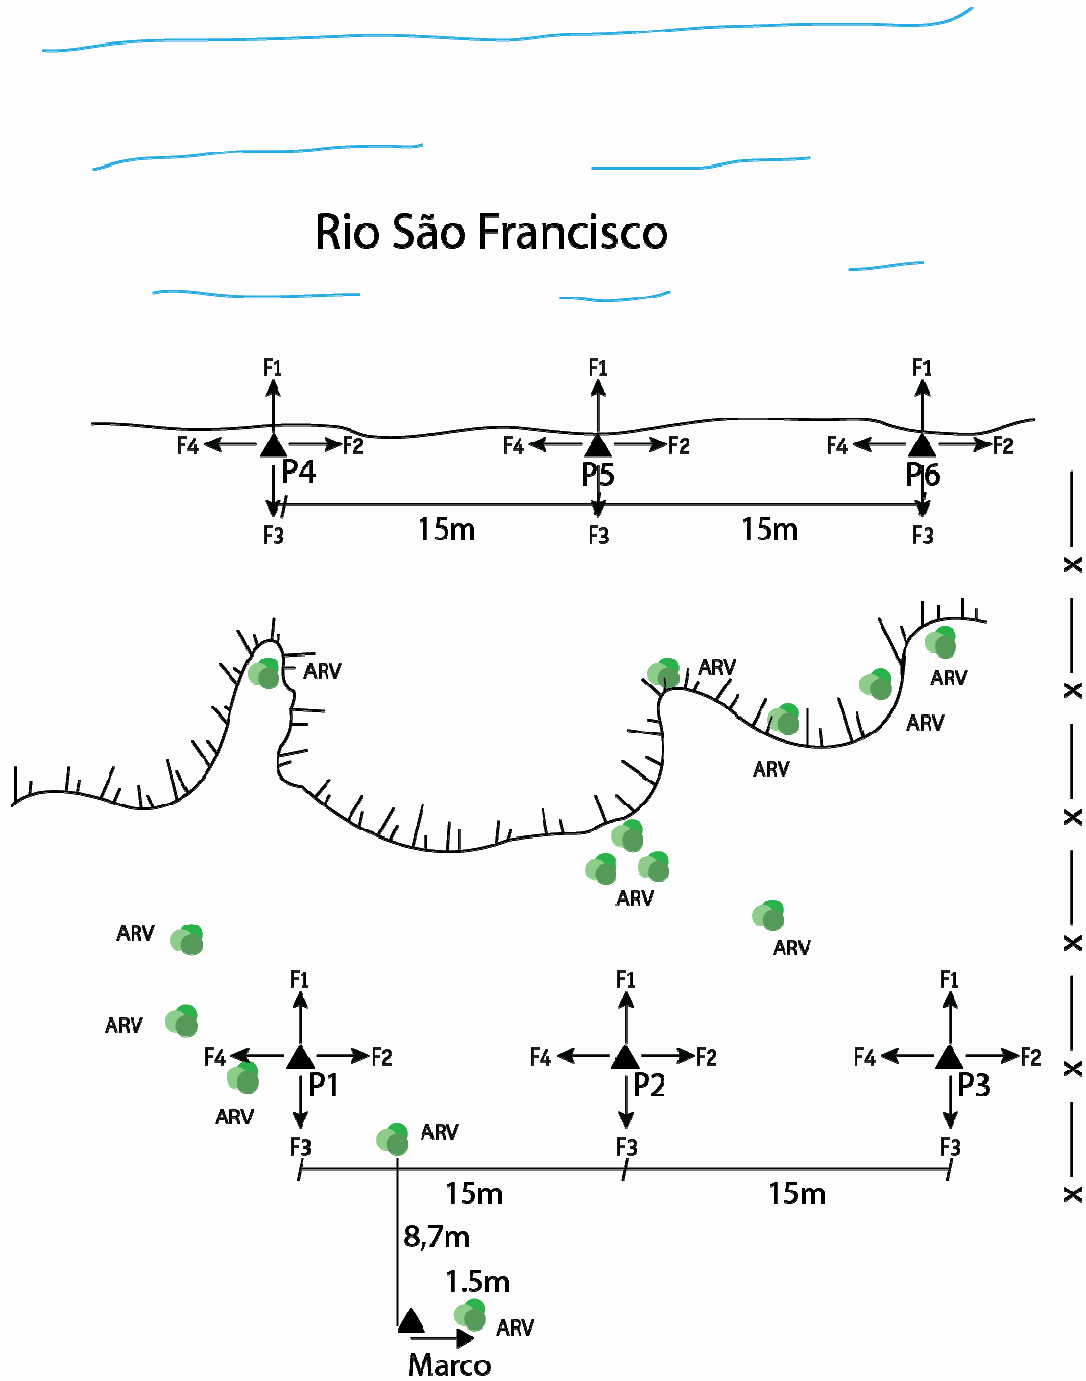 Rio São Francisco
F1 F1 F1
F4 F2 F4 F2 F4 F2
P4 P5 P6
15m 15m
F3 F3 F3
X
ARV ARV ARV
X
ARV
ARV
X
ARV
ARV ARV
X
F1 F1 F1
ARV
F4 F2 F4 F2 F4 F2
X
P1 P2 P3
ARV
ARV
F3 F3 F3
15m 15m
X
8,7m
1.5m
ARV
Marco